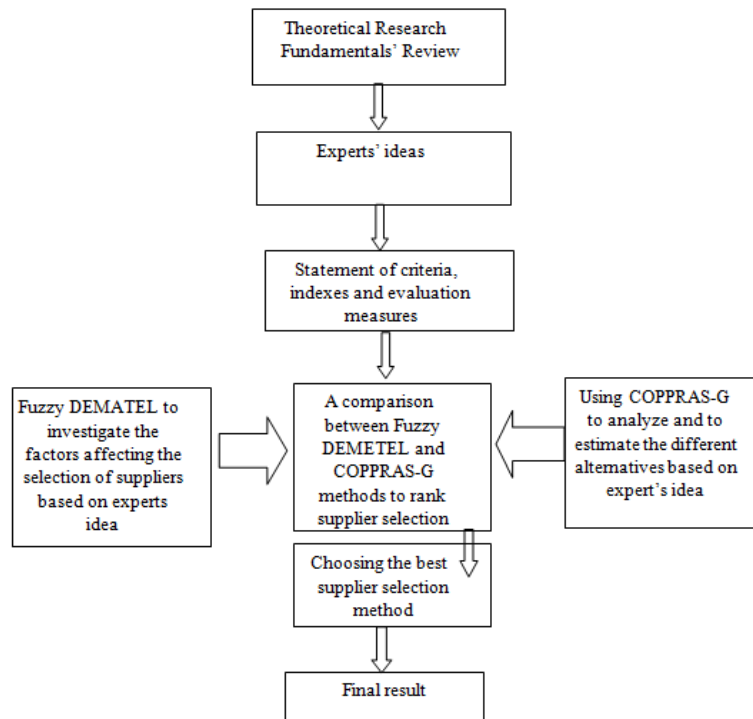 Theoretical Research
Fundamentals’ Review
Experts’ ideas
Statement of criteria,
indexes and evaluation
measures
Fuzzy DEMATEL to
investigate the
factors affecting the
selection of suppliers
based on experts
idea
A comparison
between Fuzzy
DEMETEL and
COPPRAS-G
methods to rank
supplier selection
Using COPPRAS-G
to analyze and to
estimate the different
alternatives based on
expert’s idea
Choosing the best
supplier selection
method
Final result